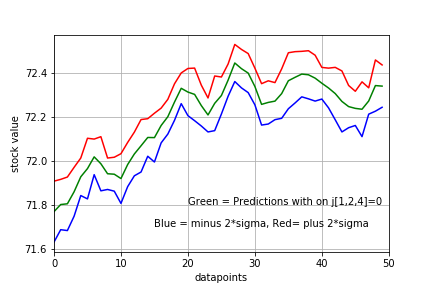 72.4
72.2
72.0
71.8
71.6
stock value
Green = Predictions with on j[1,2,4]=0
Blue = minus 2*sigma, Red= plus 2*sigma
0 10 20 30 40 50
datapoints